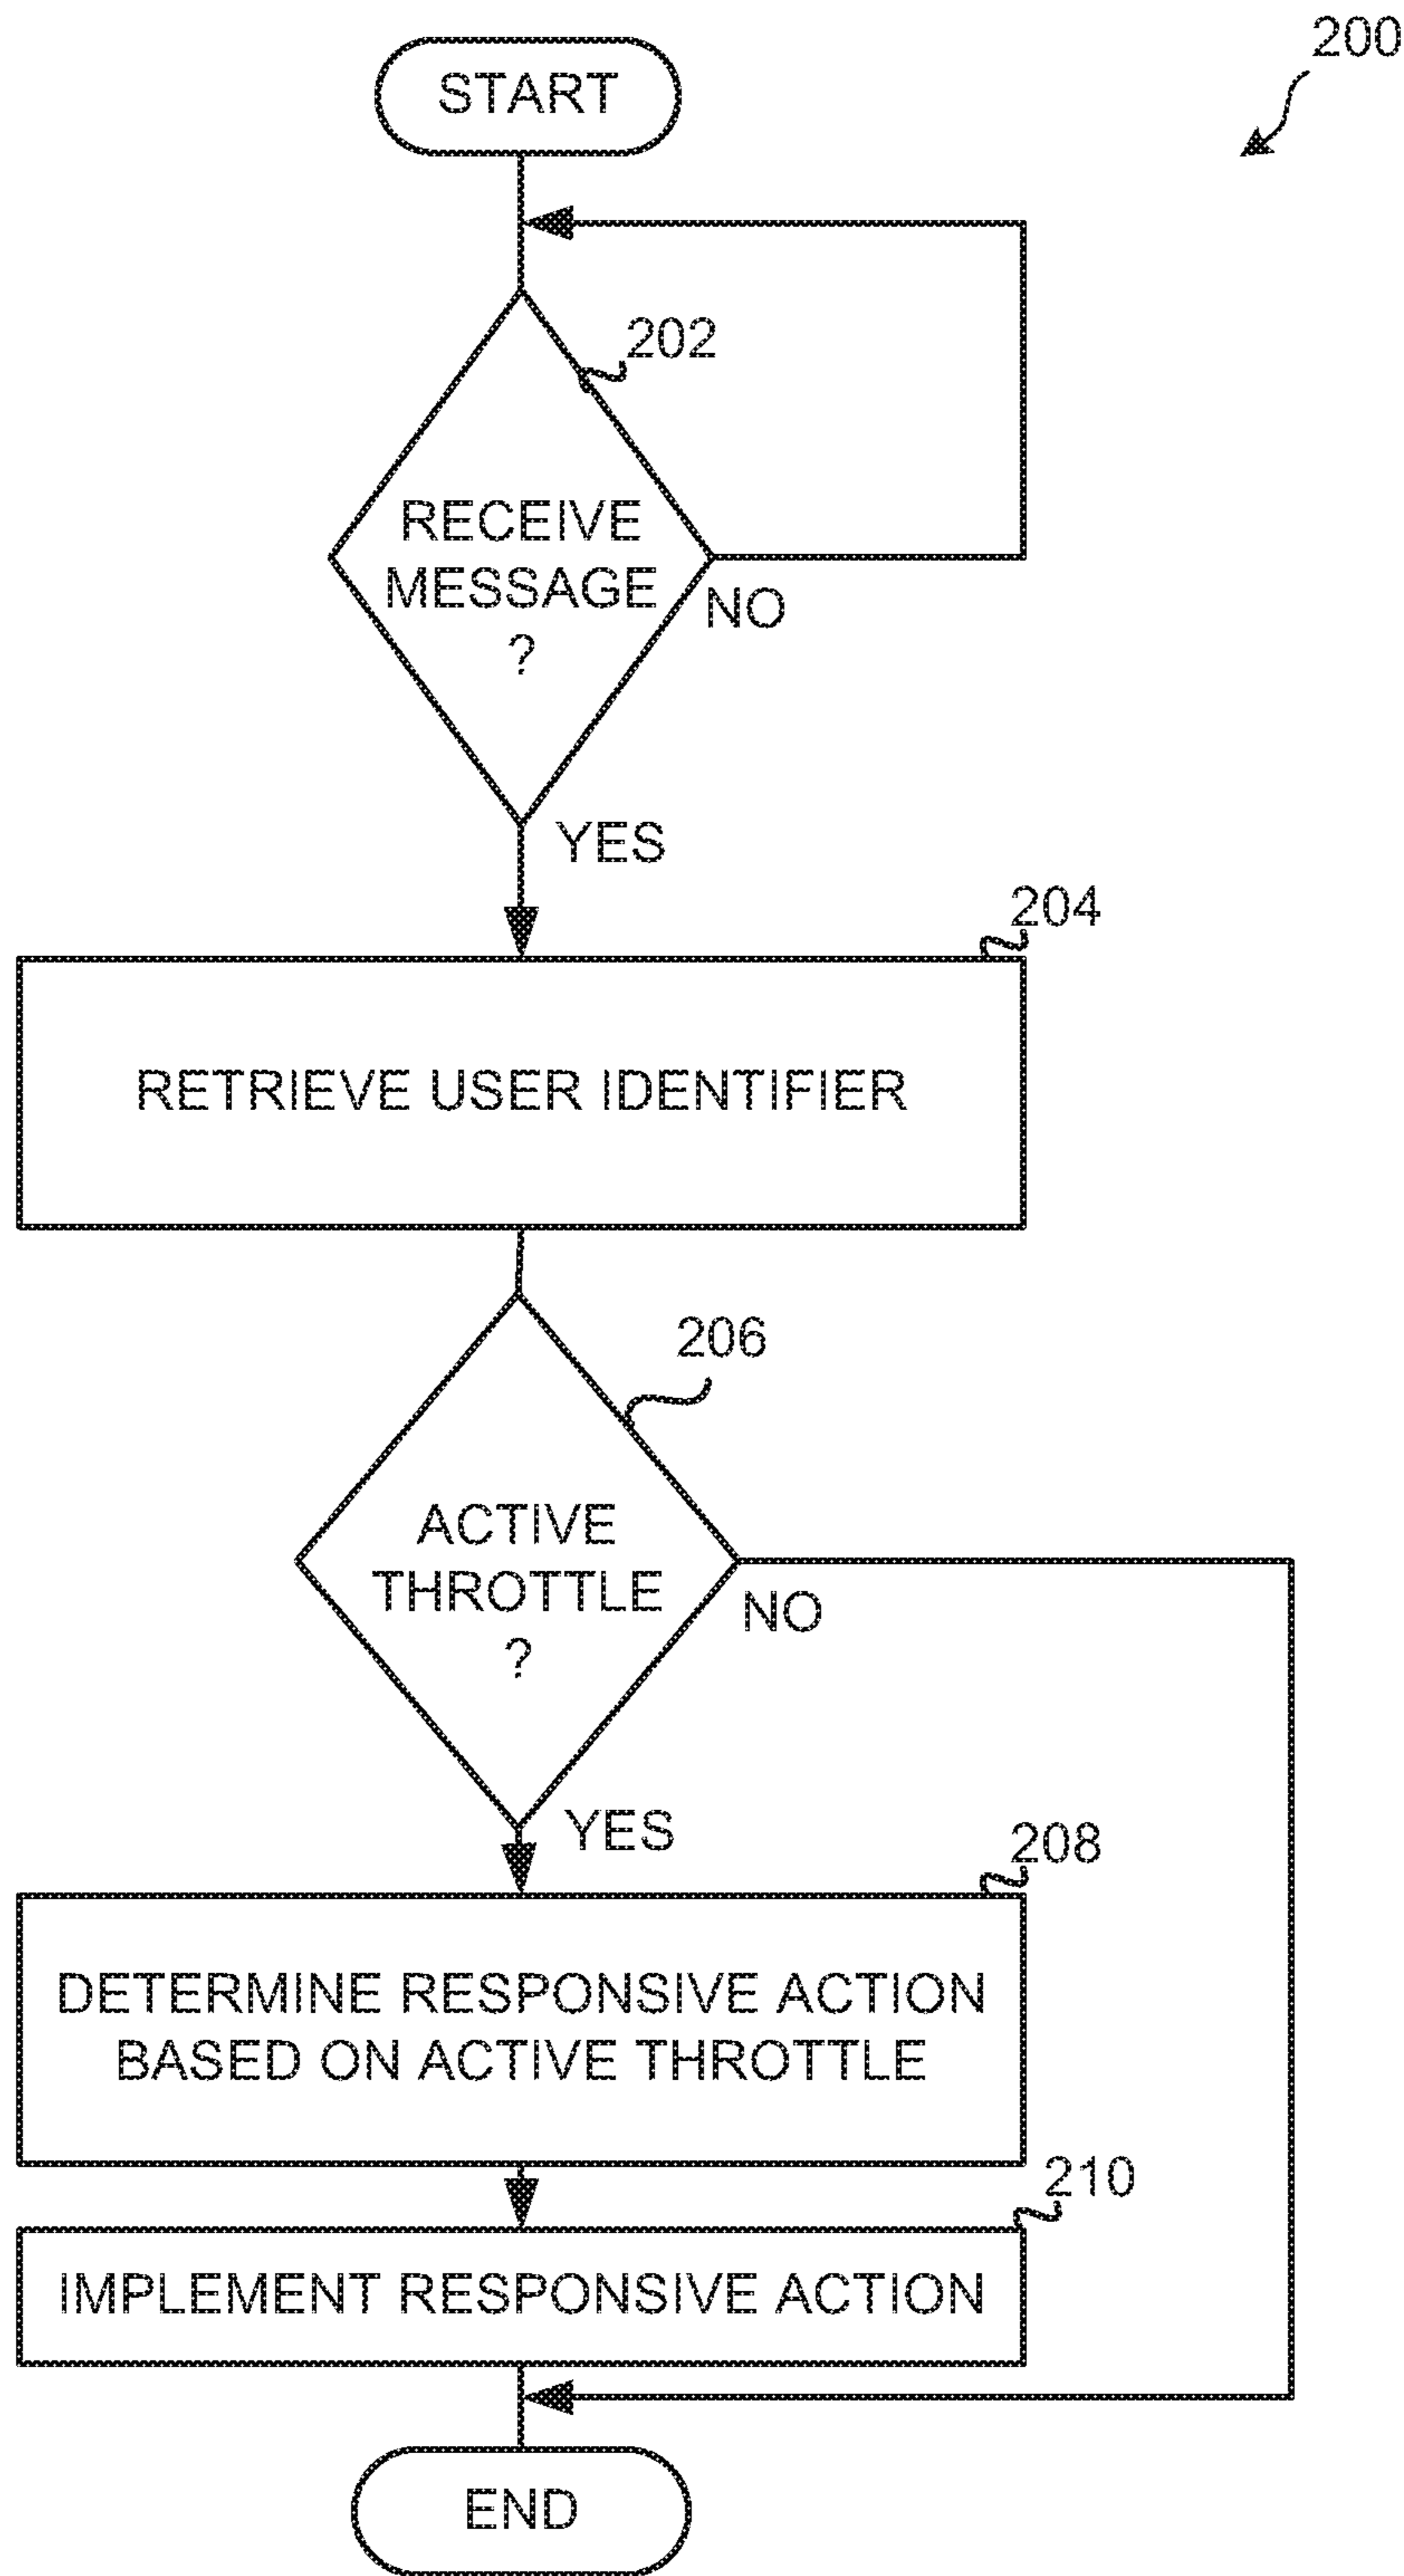 200
START
202
RECEIVE
MESSAGE
?
NO
YES
204
RETRIEVE USER IDENTIFIER
206
ACTIVE
THROTTLE
?
NO
YES
208
DETERMINE RESPONSIVE ACTION
BASED ON ACTIVE THROTTLE
210
IMPLEMENT RESPONSIVE ACTION
END